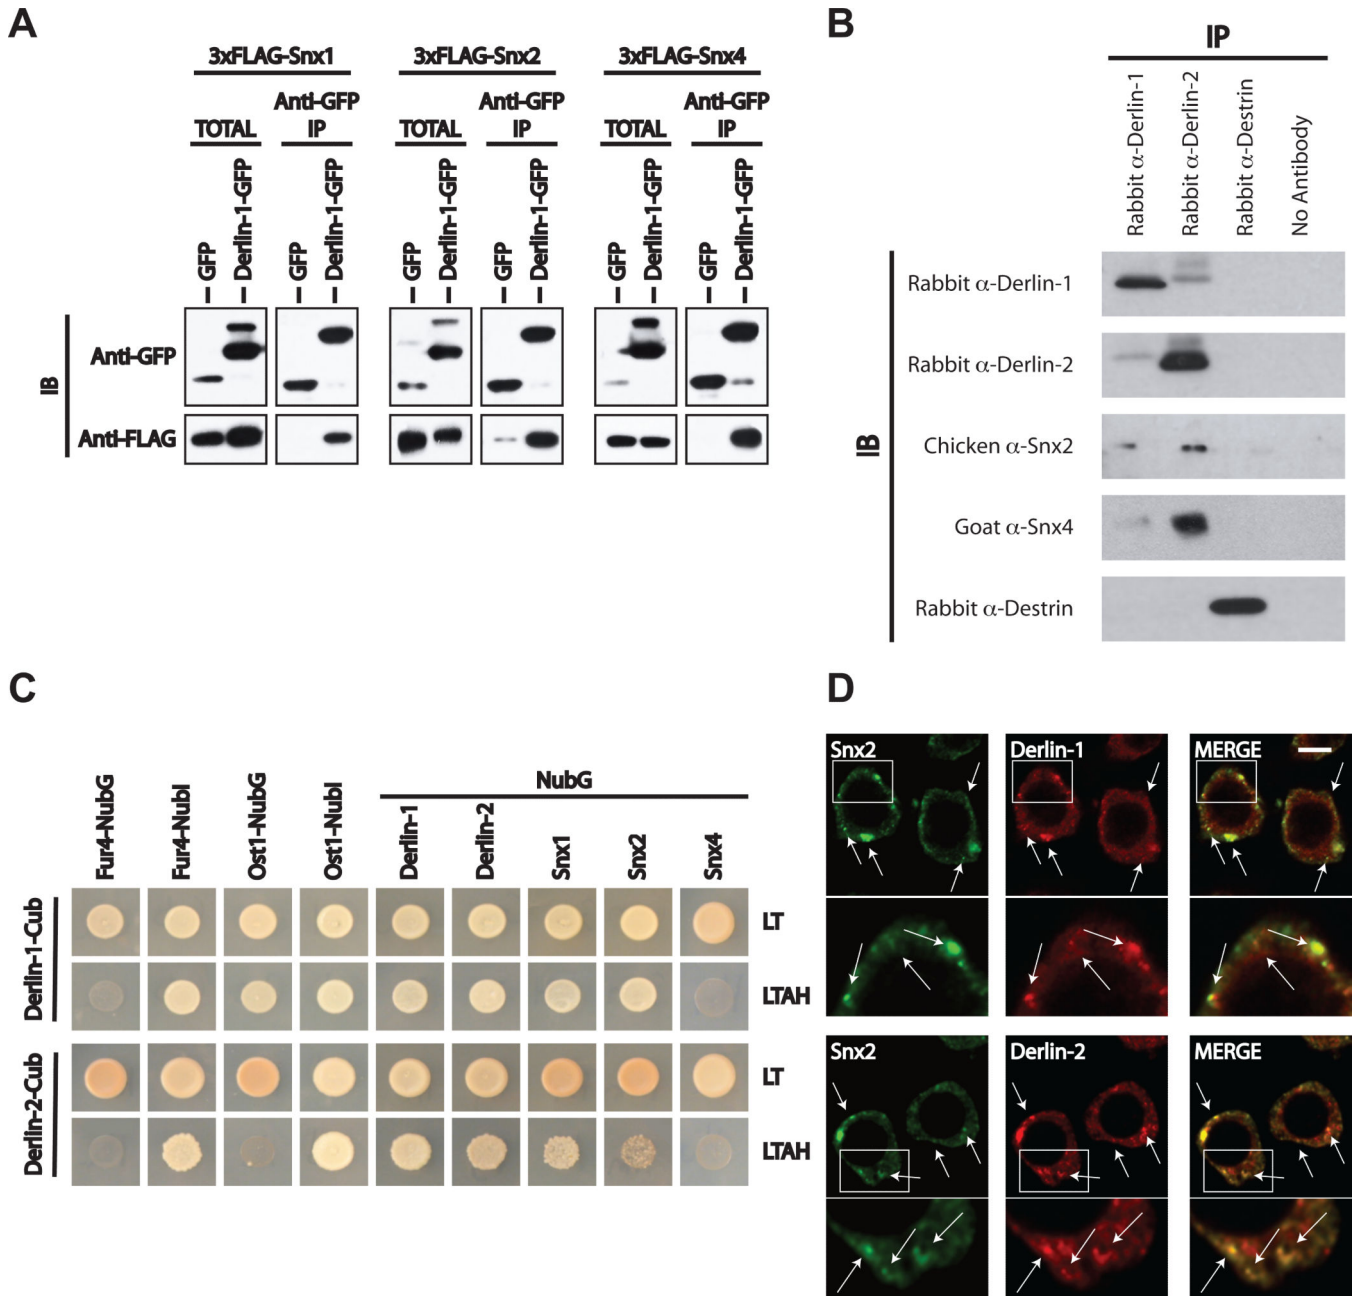 A
3xFLAG-Snx1 3xFLAG-Snx2 3xFLAG-Snx4
Anti-GFP Anti-GFP Anti-GFP
TOTAL IP TOTAL IP TOTAL IP
GFP Derlin-1-GFP GFP Derlin-1-GFP GFP Derlin-1-GFP GFP Derlin-1-GFP GFP Derlin-1-GFP GFP Derlin-1-GFP
IB
Anti-GFP
Anti-FLAG
B
IP
Rabbit α-Derlin-1 Rabbit α-Derlin-2 Rabbit α-Destrin No Antibody
IB
Rabbit α-Derlin-1
Rabbit α-Derlin-2
Chicken α-Snx2
Goat α-Snx4
Rabbit α-Destrin
C
NubG
Fur4-NubG Fur4-NubI Ost1-NubG Ost1-NubI Derlin-1 Derlin-2 Snx1 Snx2 Snx4
Derlin-1-Cub
LT
LTAH
Derlin-2-Cub
LT
LTAH
D
Snx2 Derlin-1 MERGE
Snx2 Derlin-2 MERGE